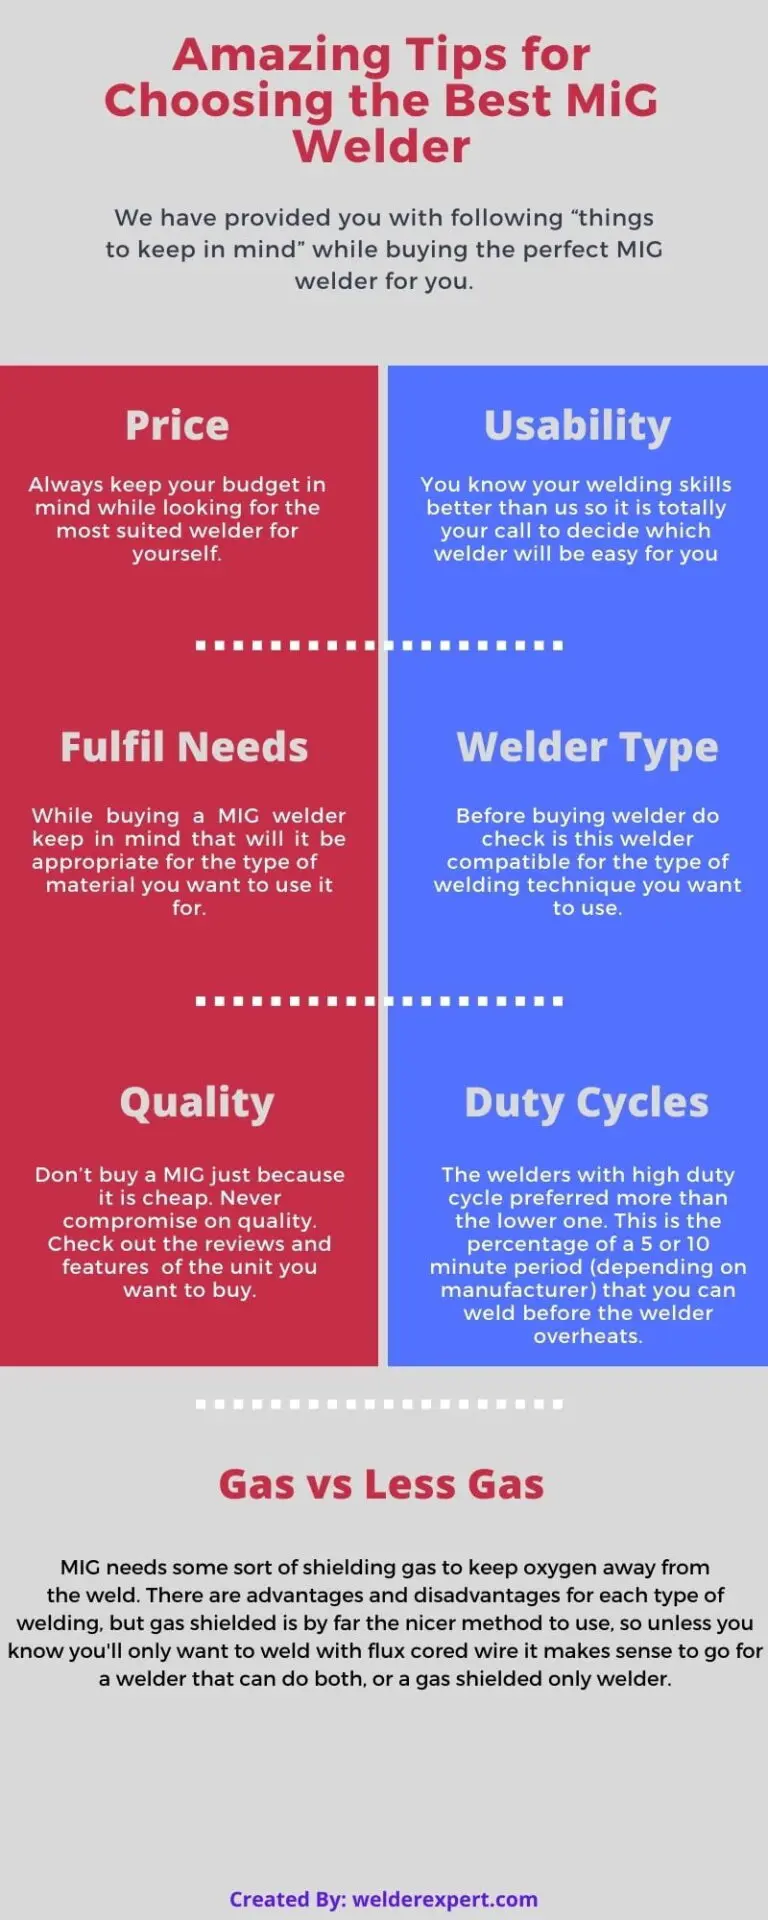 Amazing Tips for
Choosing the Best MiG
Welder
We have provided you with following “things
to keep in mind” while buying the perfect MIG
welder for you.
Price
Always keep your budget in
mind while looking for the
most suited welder for
yourself.
Usability
You know your welding skills
better than us so it is totally
your call to decide which
welder will be easy for you
Fulfil Needs
While buying a MIG welder
keep in mind that will it be
appropriate for the type of
material you want to use it
for.
Welder Type
Before buying welder do
check is this welder
compatible for the type of
welding technique you want
to use.
Quality
Don’t buy a MIG just because
it is cheap. Never
compromise on quality.
Check out the reviews and
features of the unit you
want to buy.
Duty Cycles
The welders with high duty
cycle preferred more than
the lower one. This is the
percentage of a 5 or 10
minute period (depending on
manufacturer) that you can
weld before the welder
overheats.
Gas vs Less Gas
MIG needs some sort of shielding gas to keep oxygen away from
the weld. There are advantages and disadvantages for each type of
welding, but gas shielded is by far the nicer method to use, so unless you
know you'll only want to weld with flux cored wire it makes sense to go for
a welder that can do both, or a gas shielded only welder.
Created By: welderexpert.com